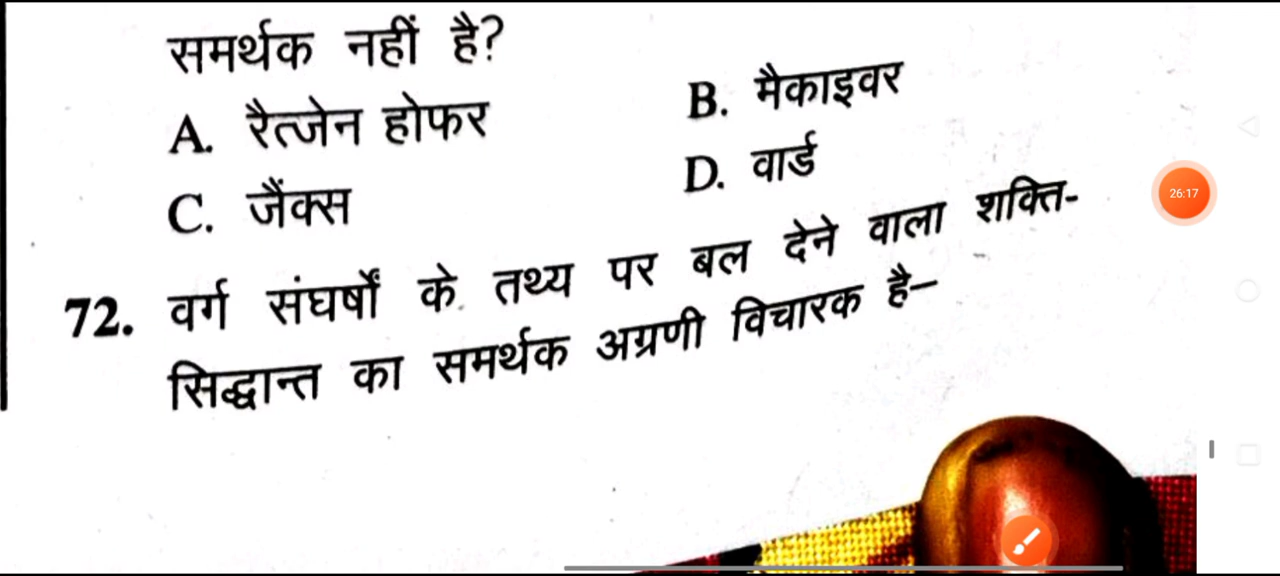 समर्थक नहीं है?
A. रैत्जेन होफर
B. मैकाइवर
C. जैंक्स
D. वार्ड
72. वर्ग संघर्षों के तथ्य पर बल देने वाला शक्ति-
सिद्धान्त का समर्थक अग्रणी विचारक है–
26:17